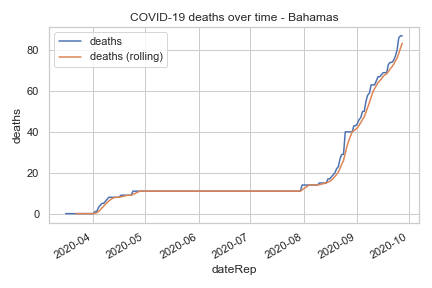 COVID-19 deaths over time - Bahamas
deaths
deaths (rolling)
80
60
40
20
0
deaths
2020-04
2020-05
2020-06
2020-07
2020-08
2020-09
2020-10
dateRep